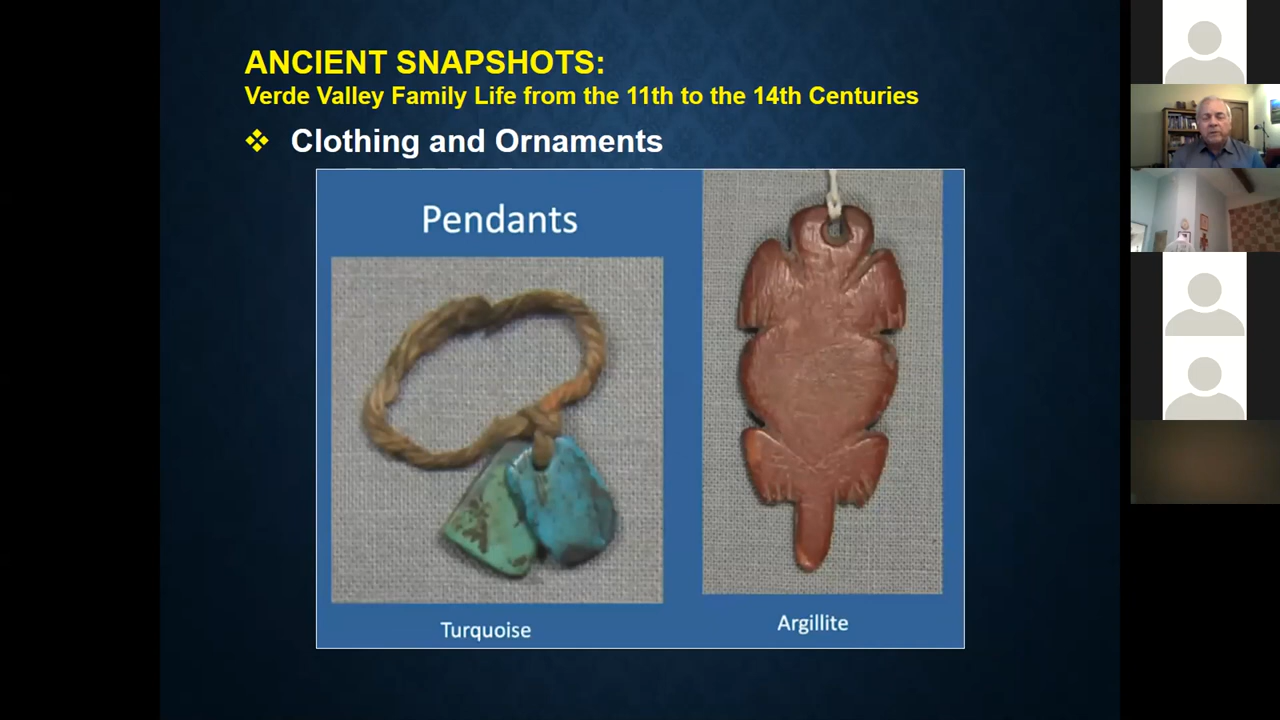 ANCIENT SNAPSHOTS:
Verde Valley Family Life from the 11th to the 14th Centuries
Clothing and Ornaments
Pendants
Turquoise
Argillite